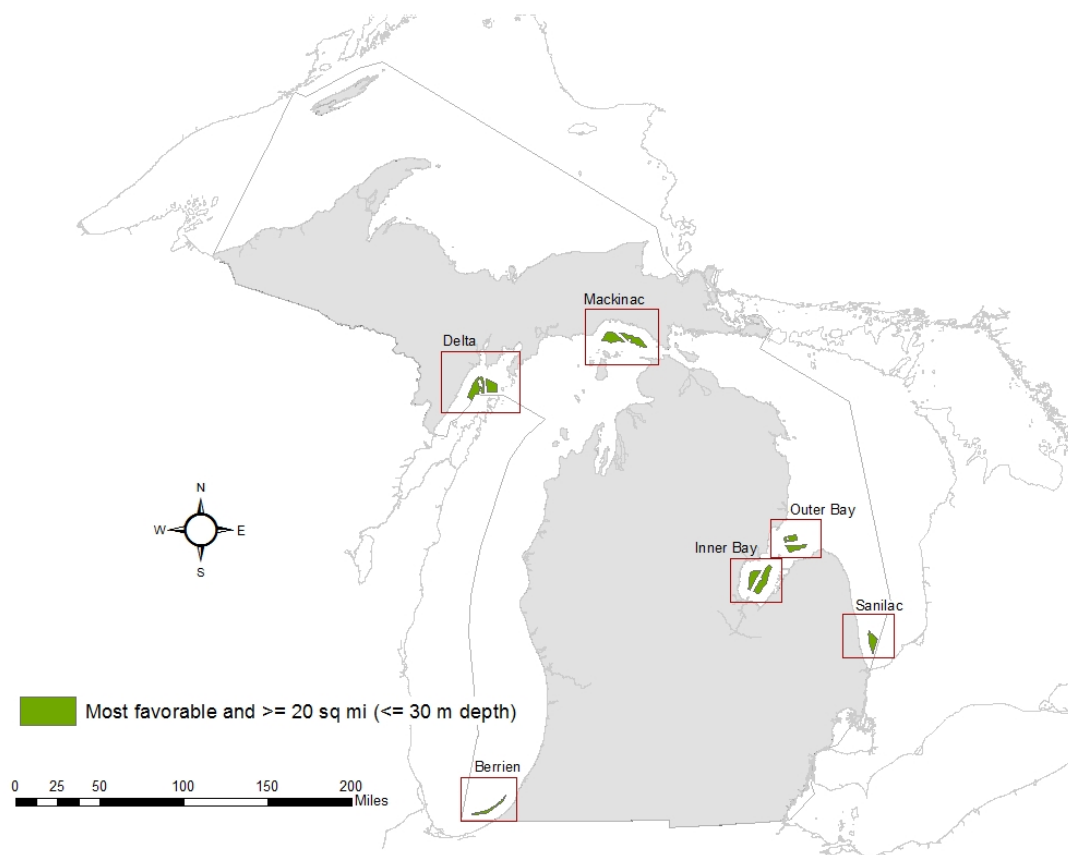 Mackinac
Delta
N
W E
S
Outer Bay
Inner Bay
Sanilac
Most favorable and >= 20 sq mi (<= 30 m depth)
Berrien
0 25 50 100 150 200
Miles